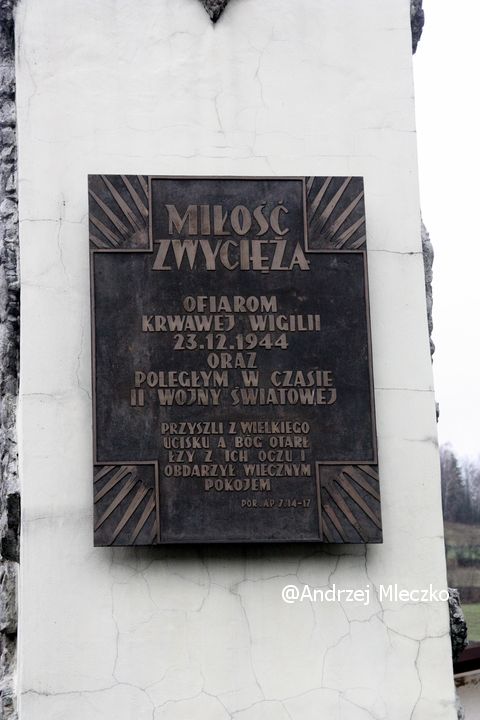 MIŁOŚĆ
ZWYCIĘŻA
OFIAROM
KRWAWEJ WIGILII
23.12.1944
ORAZ
POLEGŁYM W CZASIE
II WOJNY ŚWIATOWEJ
PRZYSZLI Z WIELKIEGO
UCISKU A BÓG OTARŁ
ŁZY Z ICH OCZU I
OBDARZYŁ WIECZNYM
POKOJEM
POR. AP 7.14-17
@Andrzej Mleczko